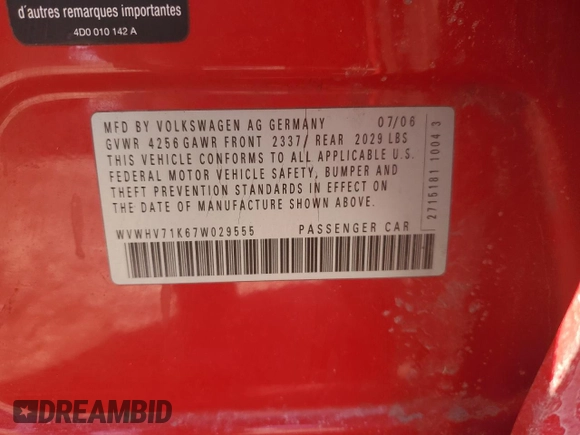 d'autres remarques importantes
4D0 010 142 A
MFD BY VOLKSWAGEN AG GERMANY 07/06
GVWR 4256 GAWR FRONT 2337/ REAR 2029 LBS
THIS VEHICLE CONFORMS TO ALL APPLICABLE U.S.
FEDERAL MOTOR VEHICLE SAFETY, BUMPER AND
THEFT PREVENTION STANDARDS IN EFFECT ON
THE DATE OF MANUFACTURE SHOWN ABOVE.
WVWHV71K67W029555 PASSENGER CAR
2715181 1004 3
DREAMBID